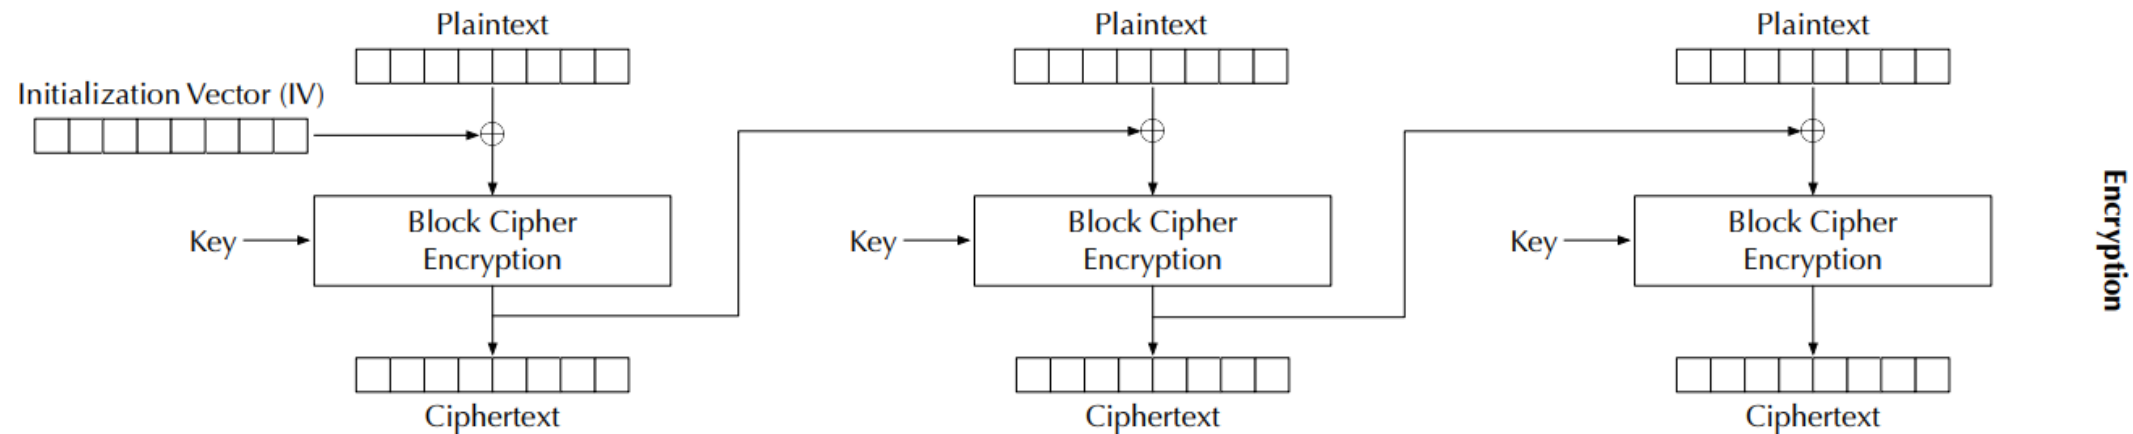 Plaintext
Plaintext
Plaintext
Initialization Vector (IV)
Key
Block Cipher
Encryption
Key
Block Cipher
Encryption
Key
Block Cipher
Encryption
Encryption
Ciphertext
Ciphertext
Ciphertext